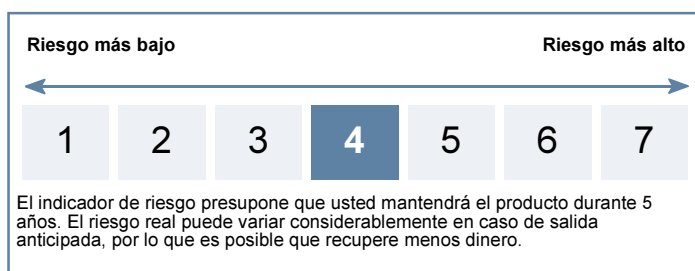 Riesgo más bajo Riesgo más alto
1 2 3 4 5 6 7
El indicador de riesgo presupone que usted mantendrá el producto durante 5
años. El riesgo real puede variar considerablemente en caso de salida
anticipada, por lo que es posible que recupere menos dinero.